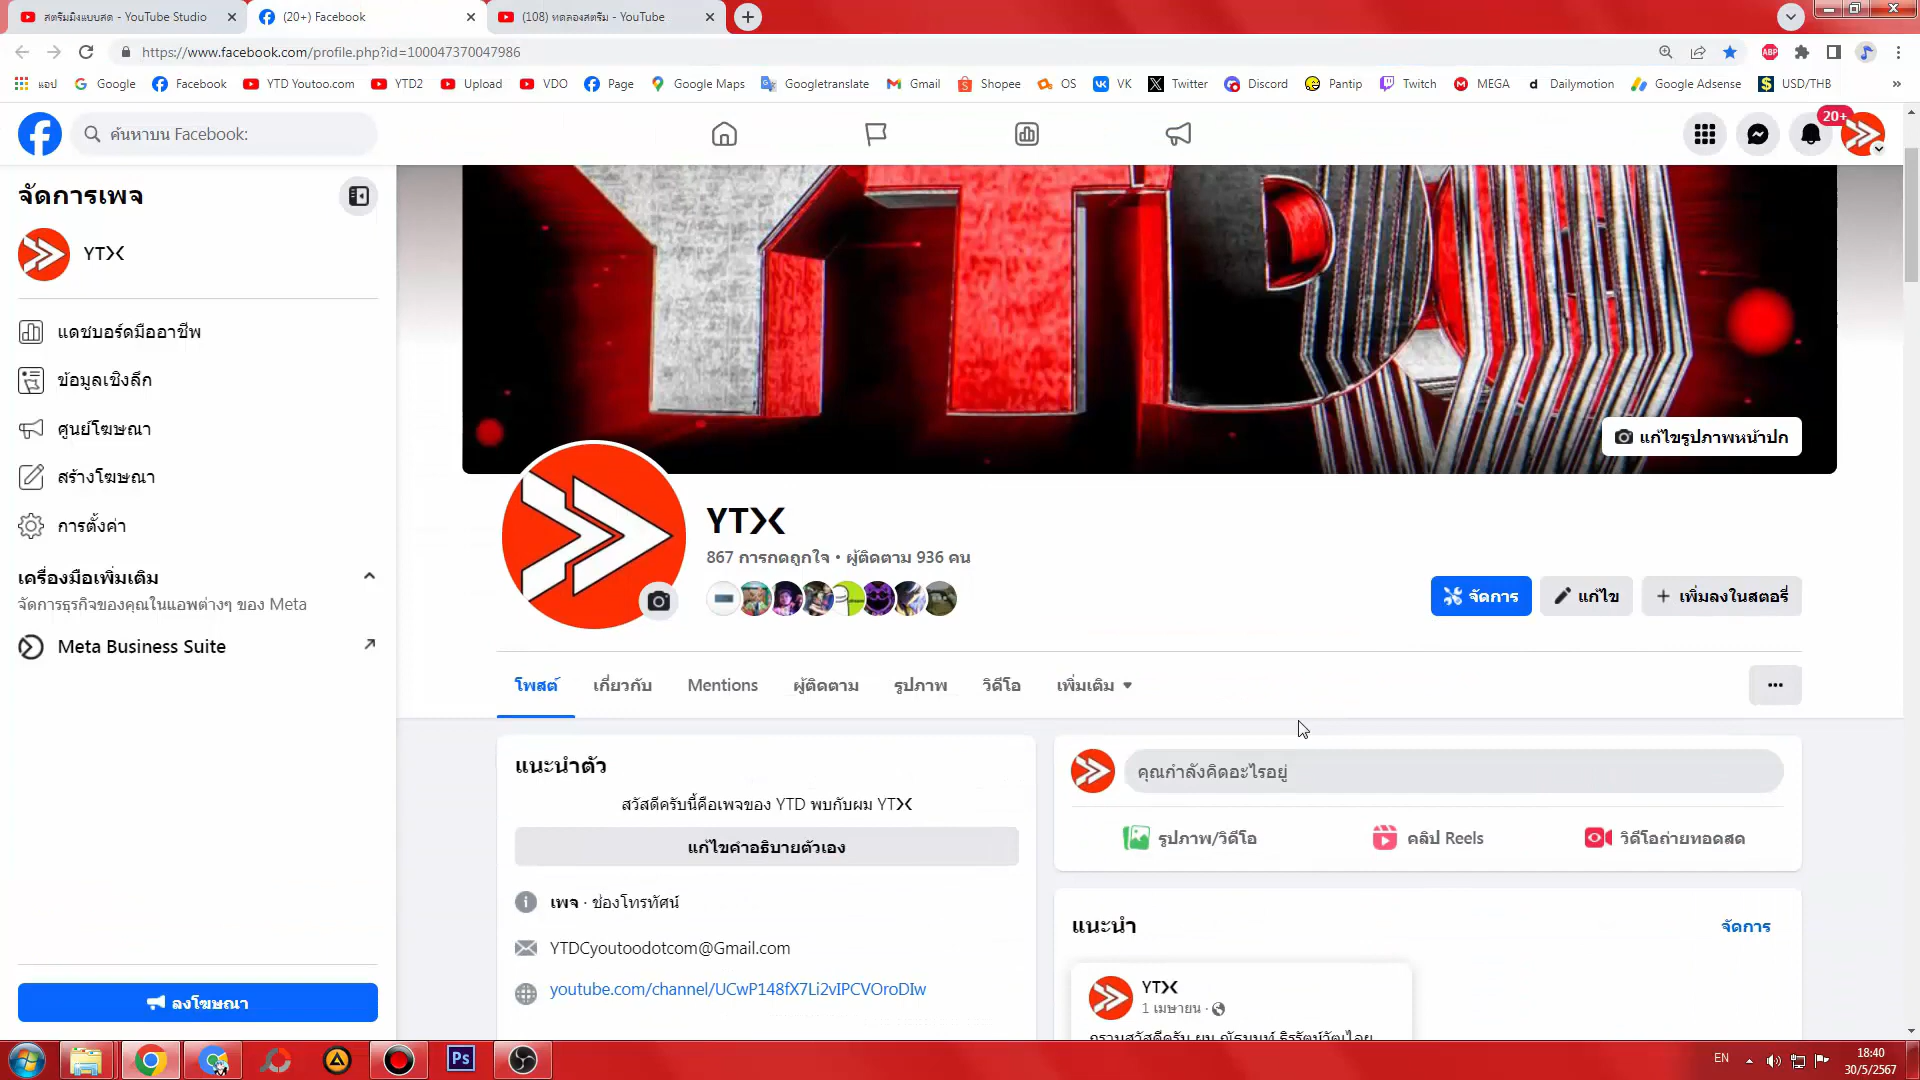 สตรีมมิงแบบสด - YouTube Studio
(20+) Facebook
(108) ทดลองสตรีม - YouTube
https://www.facebook.com/profile.php?id=100047370047986
แอป
Google
Facebook
YTD Youtoo.com
YTD2
Upload
VDO
Page
Google Maps
Googletranslate
Gmail
Shopee
OS
VK
Twitter
Discord
Pantip
Twitch
MEGA
Dailymotion
Google Adsense
USD/THB
ค้นหาบน Facebook:
20+
จัดการเพจ
YTX
แดชบอร์ดมืออาชีพ
ข้อมูลเชิงลึก
ศูนย์โฆษณา
สร้างโฆษณา
การตั้งค่า
เครื่องมือเพิ่มเติม
จัดการธุรกิจของคุณในแอพต่างๆ ของ Meta
Meta Business Suite
ลงโฆษณา
แก้ไขรูปภาพหน้าปก
YTX
867 การกดถูกใจ • ผู้ติดตาม 936 คน
จัดการ
แก้ไข
เพิ่มลงในสตอรี่
โพสต์
เกี่ยวกับ
Mentions
ผู้ติดตาม
รูปภาพ
วิดีโอ
เพิ่มเติม
แนะนำตัว
สวัสดีครับนี้คือเพจของ YTD พบกับผม YTX
แก้ไขคำอธิบายตัวเอง
เพจ · ช่องโทรทัศน์
YTDCyoutoodotcom@Gmail.com
youtube.com/channel/UCwP148fX7Li2vIPCVOroDIw
คุณกำลังคิดอะไรอยู่
รูปภาพ/วิดีโอ
คลิป Reels
วิดีโอถ่ายทอดสด
แนะนำ
จัดการ
YTX
1 เมษายน ·
Ps
EN
18:40
30/5/2567